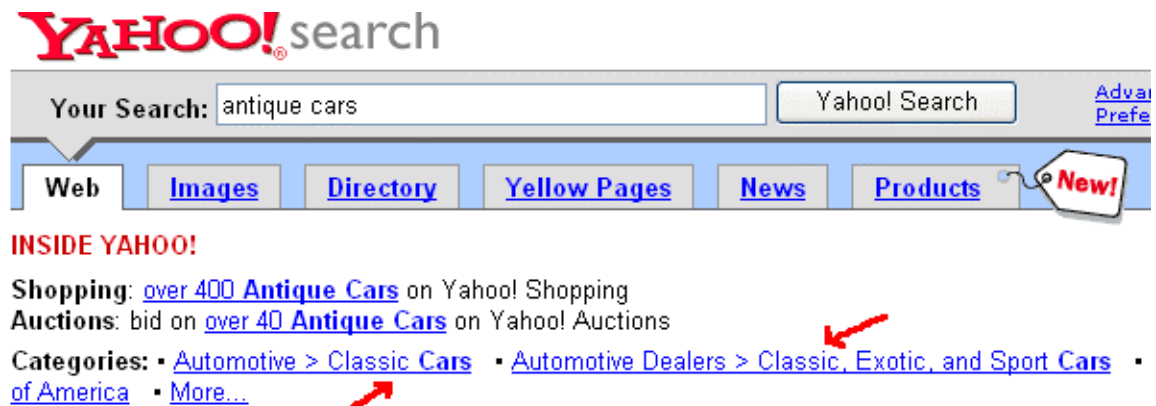 YAHOO!® search
Your Search: antique cars Yahoo! Search
Web Images Directory Yellow Pages News Products New!
INSIDE YAHOO!
Shopping: over 400 Antique Cars on Yahoo! Shopping
Auctions: bid on over 40 Antique Cars on Yahoo! Auctions
Categories: ▪ Automotive > Classic Cars ▪ Automotive Dealers > Classic, Exotic, and Sport Cars ▪
of America ▪ More...